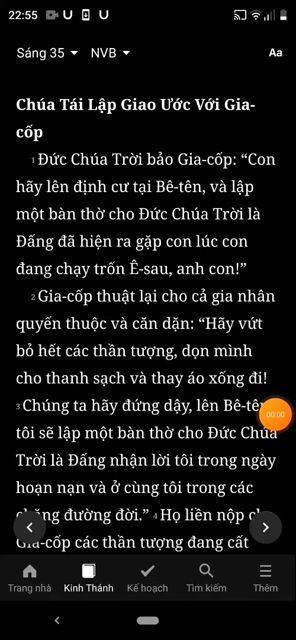 22:55
Sáng 35 NVB Aa
Chúa Tái Lập Giao Ước Với Gia-
cốp
1 Đức Chúa Trời bảo Gia-cốp: “Con
hãy lên định cư tại Bê-tên, và lập
một bàn thờ cho Đức Chúa Trời là
Đấng đã hiện ra gặp con lúc con
đang chạy trốn Ê-sau, anh con!”
2 Gia-cốp thuật lại cho cả gia nhân
quyến thuộc và căn dặn: “Hãy vứt
bỏ hết các thần tượng, dọn mình
cho thanh sạch và thay áo xống đi!
3 Chúng ta hãy đứng dậy, lên Bê-tên
00:00
tôi sẽ lập một bàn thờ cho Đức Chúa
Trời là Đấng nhận lời tôi trong ngày
hoạn nạn và ở cùng tôi trong các
chặng đường đời.” 4 Họ liền nộp
Gia-cốp các thần tượng đang cất
Trang nhà Kinh Thánh Kế hoạch Tìm kiếm Thêm